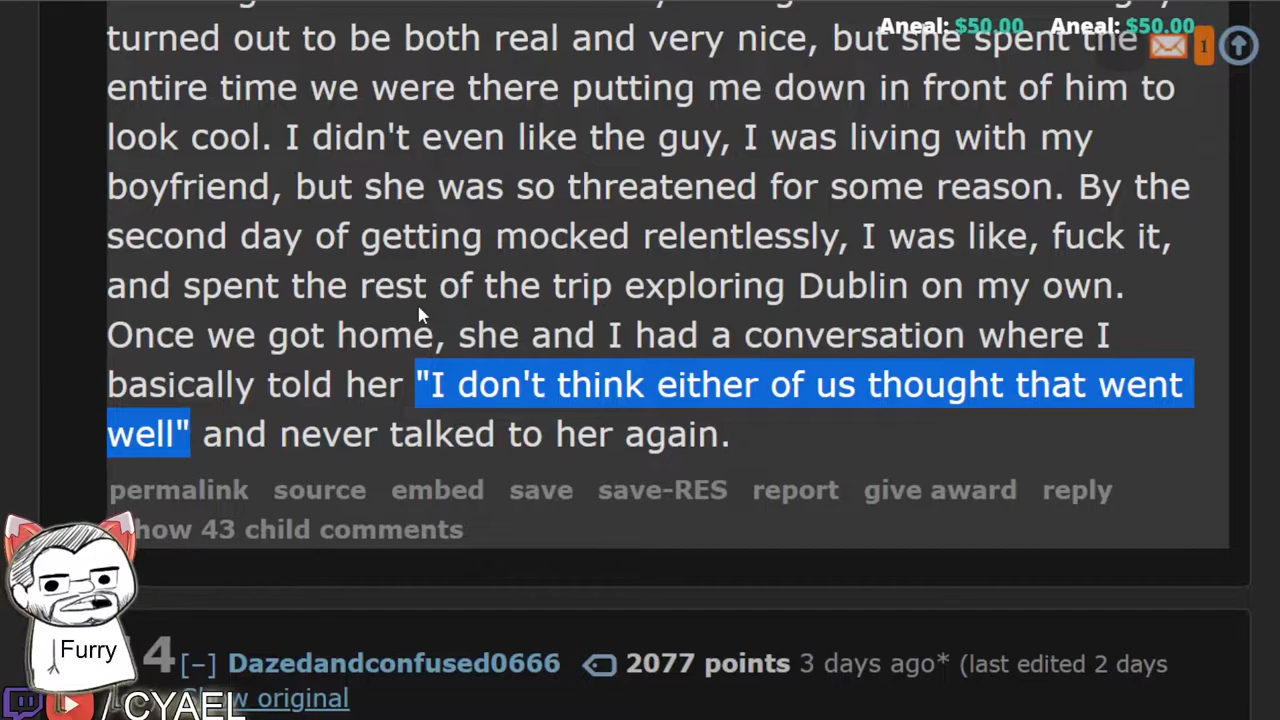 Aneal: $50.00 Aneal: $50.00
turned out to be both real and very nice, but she spent the
1
entire time we were there putting me down in front of him to
look cool. I didn't even like the guy, I was living with my
boyfriend, but she was so threatened for some reason. By the
second day of getting mocked relentlessly, I was like, fuck it,
and spent the rest of the trip exploring Dublin on my own.
Once we got home, she and I had a conversation where I
basically told her "I don't think either of us thought that went
well" and never talked to her again.
permalink source embed save save-RES report give award reply
how 43 child comments
Furry
4 [–] Dazedandconfused0666 2077 points 3 days ago* (last edited 2 days
w original
/ CYAEL